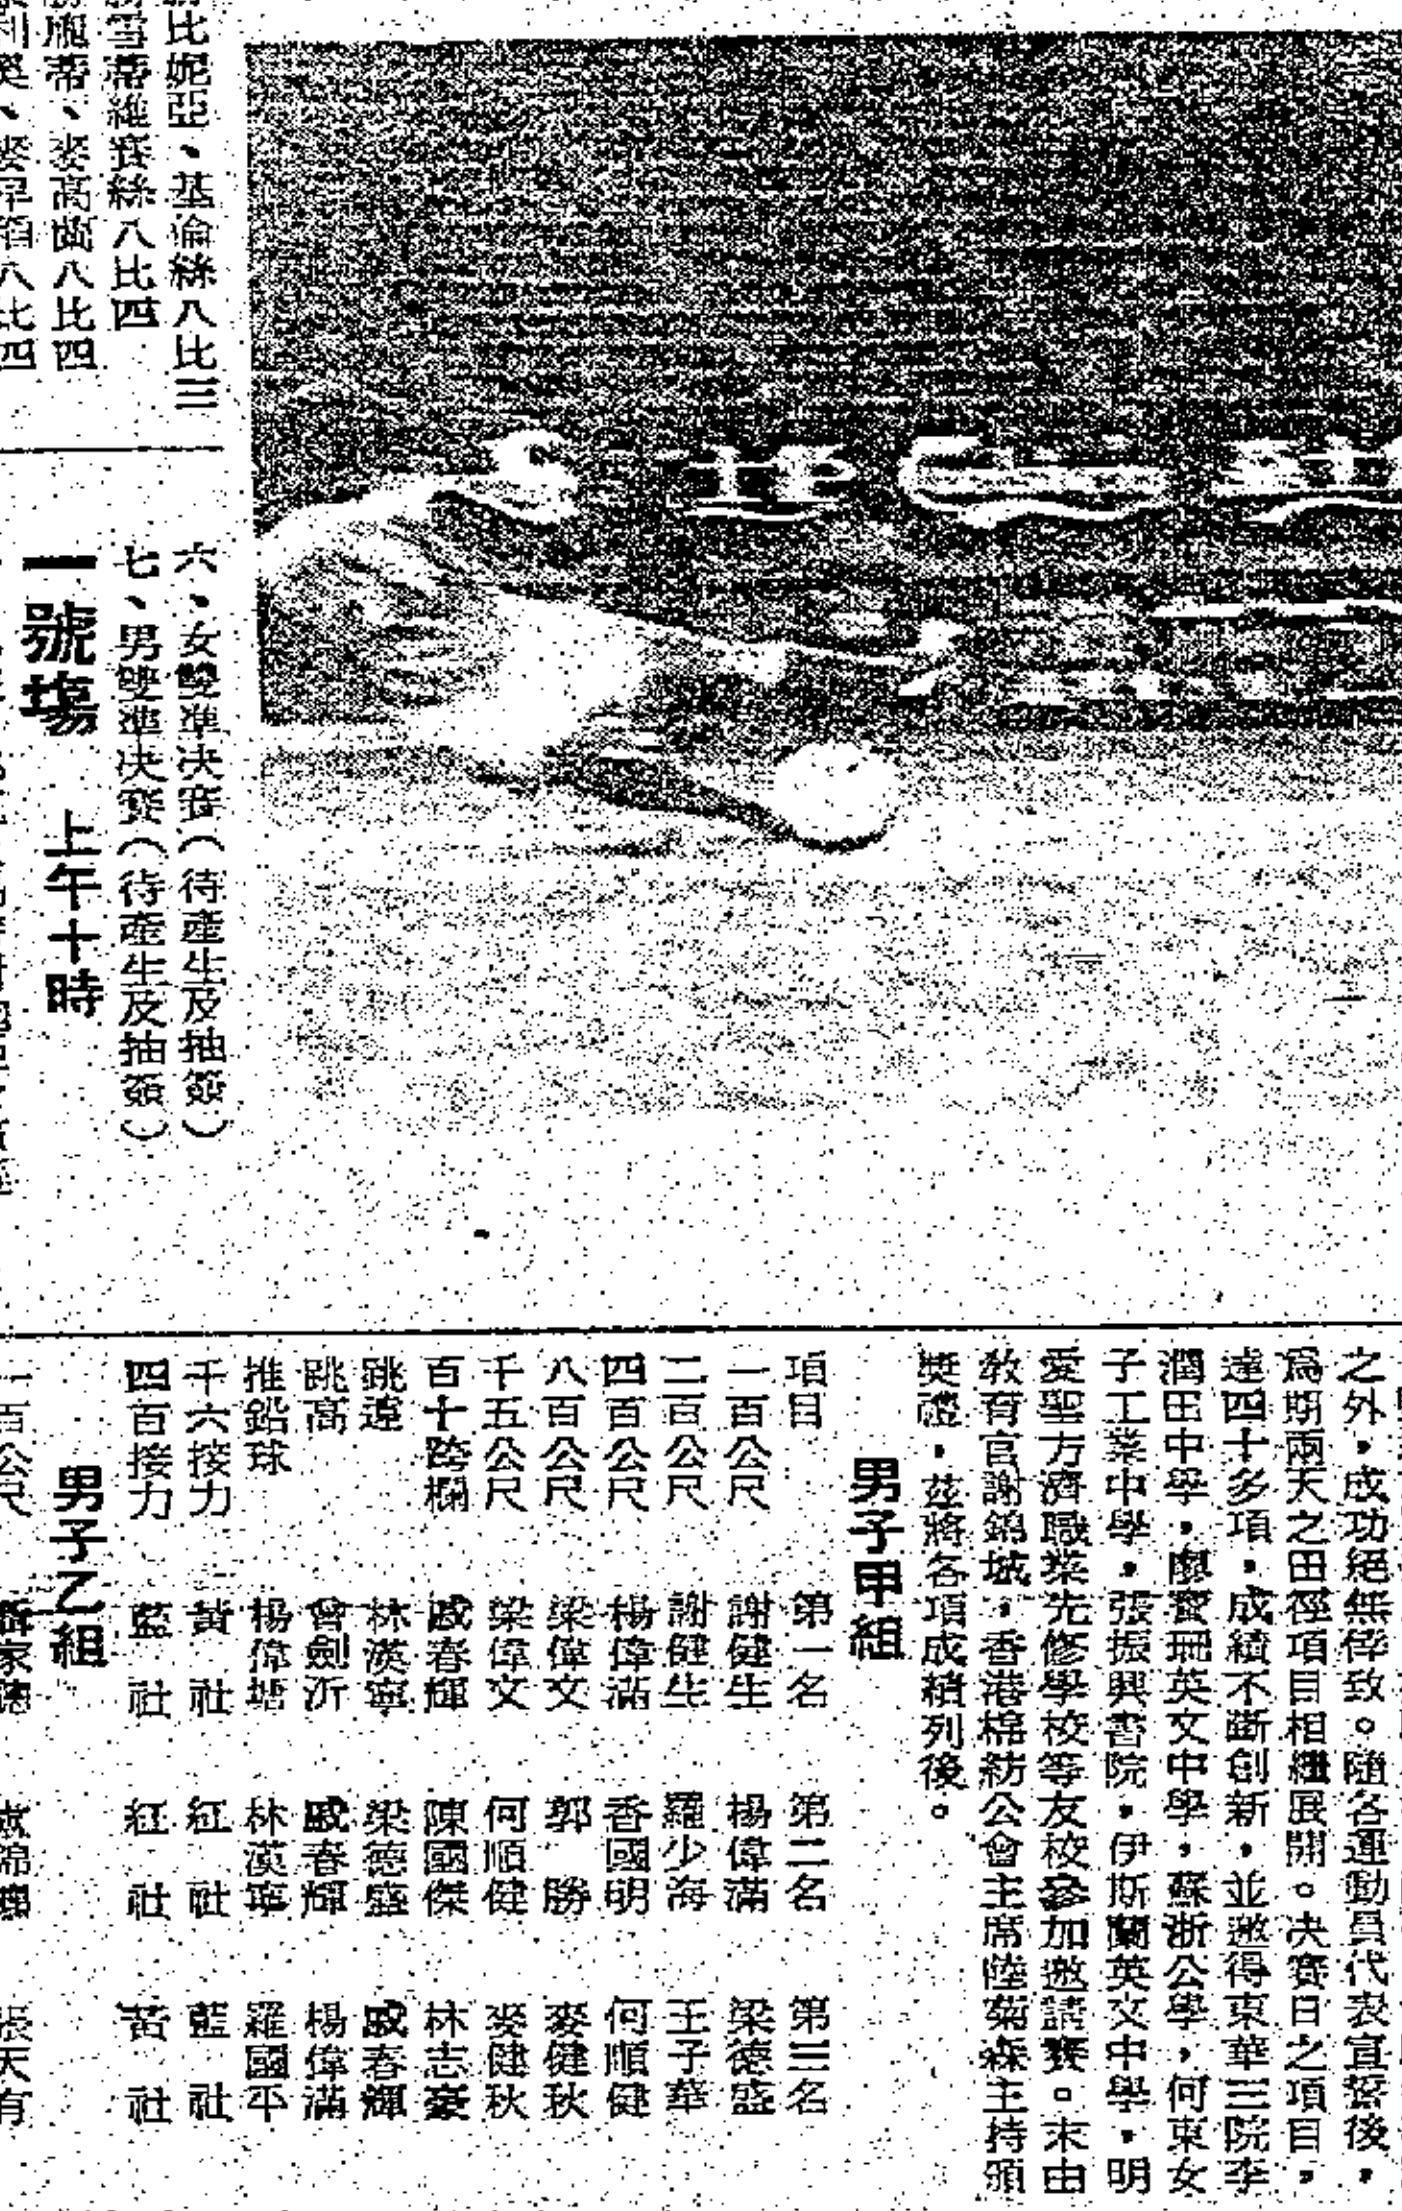 比妮亞、基倫絲八比三
雪蒂維賽絲八比四
蒂、麥高 八比四
八比四
六、女雙準決賽（待產生及抽簽）
七、男雙準決賽（待產生及抽簽）
一號塲　上午十時
之外，成功絕無倖致。隨各運動員代表宣誓後，
爲期兩天之田徑項目相繼展開。决賽日之項目，
達四十多項，成績不斷創新，並邀得東華三院李
潤田中學，廖寶珊英文中學，蘇浙公學，何東女
子工業中學，張振興書院，伊斯蘭英文中學，明
愛聖方濟職業先修學校等友校參加邀請賽。末由
教育官謝錦城，香港棉紡公會主席陸菊森主持頒
獎禮，茲將各項成績列後。
男子甲組
項目　第一名　第二名　第三名
一百公尺　謝健生　楊偉滿　梁德盛
二百公尺　謝健生　羅少海　王子華
四百公尺　楊偉滿　香國明　何順健
八百公尺　梁偉文　郭　勝　麥健秋
千五公尺　梁偉文　何順健　麥健秋
百十跨欄　戚春輝　陳國傑　林志豪
跳遠　林漢寧　梁德盛　戚春輝
跳高　曾劍沂　戚春輝　楊偉滿
推鉛球　楊偉塘　林漢寧　羅國平
千六接力　黃　社　紅　社　藍　社
四百接力　藍　社　紅　社　黃　社
男子乙組
一百公尺　　張天有